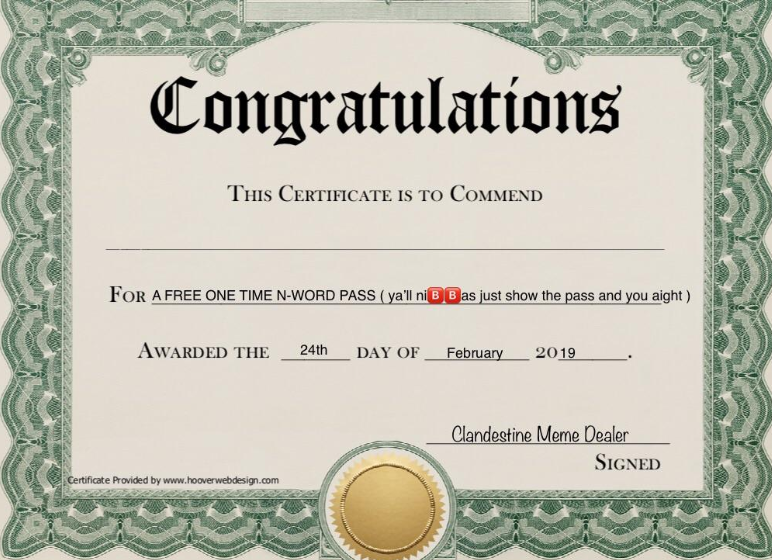 Congratulations
THIS CERTIFICATE IS TO COMMEND
FOR A FREE ONE TIME N-WORD PASS ( ya'll ni🅱️🅱️as just show the pass and you aight )
AWARDED THE 24th DAY OF February 2019.
Clandestine Meme Dealer
SIGNED
Certificate Provided by www.hooverwebdesign.com